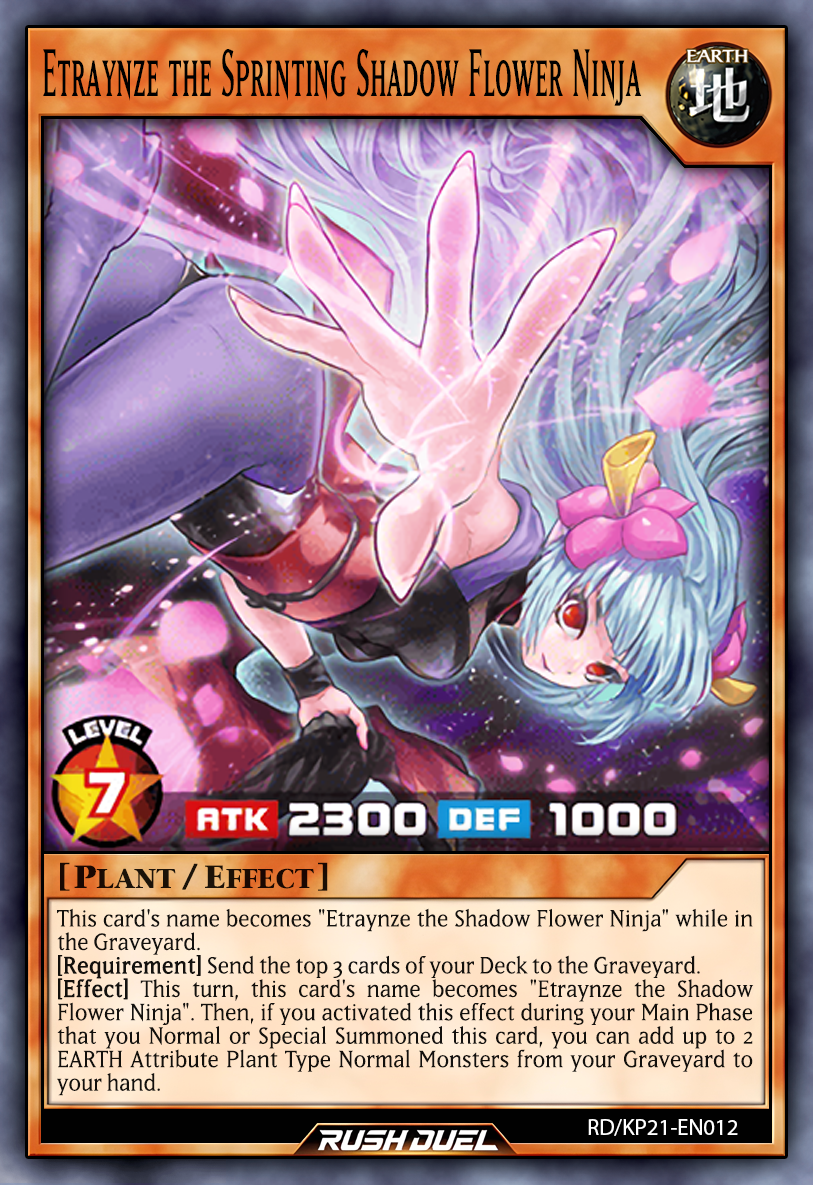 ETRAYNZE THE SPRINTING SHADOW FLOWER NINJA
EARTH
地
LEVEL
7
ATK 2300 DEF 1000
[PLANT / EFFECT]
This card's name becomes "Etraynze the Shadow Flower Ninja" while in
the Graveyard.
[Requirement] Send the top 3 cards of your Deck to the Graveyard.
[Effect] This turn, this card's name becomes "Etraynze the Shadow
Flower Ninja". Then, if you activated this effect during your Main Phase
that you Normal or Special Summoned this card, you can add up to 2
EARTH Attribute Plant Type Normal Monsters from your Graveyard to
your hand.
RUSH DUEL
RD/KP21-EN012